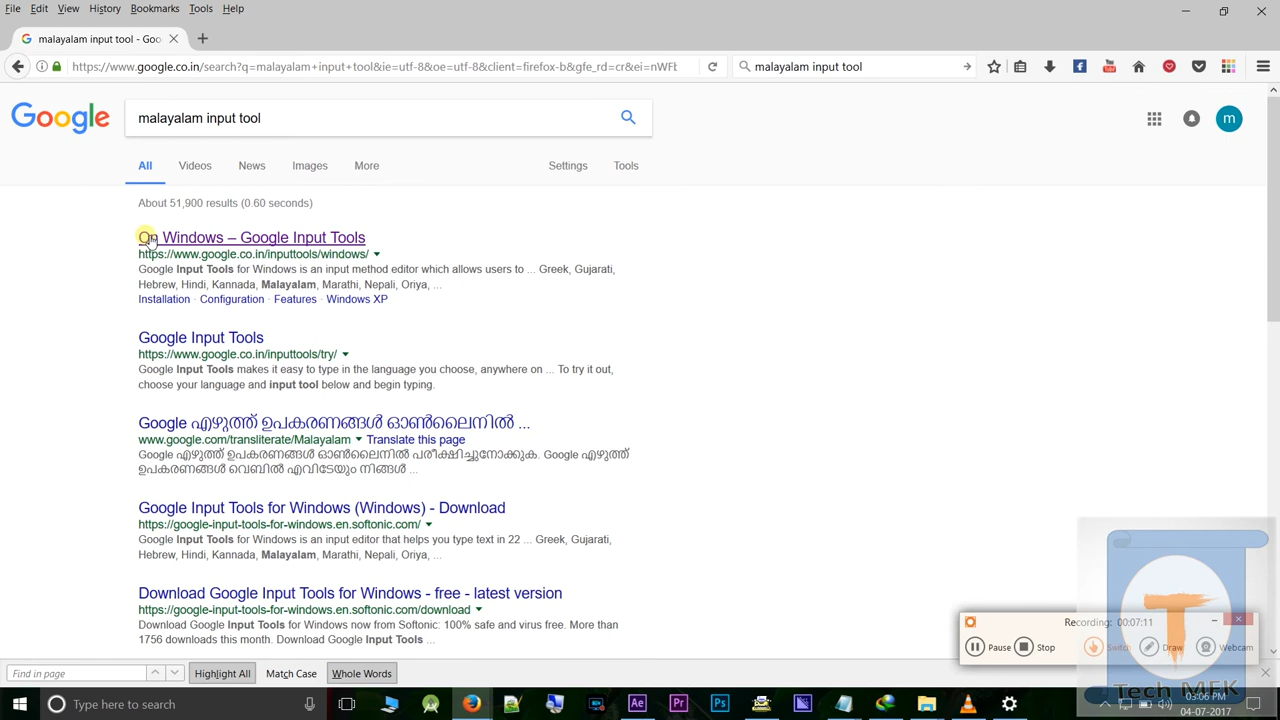 File Edit View History Bookmarks Tools Help
malayalam input tool - Goo
https://www.google.co.in/search?q=malayalam+input+tool&ie=utf-8&oe=utf-8&client=firefox-b&gfe_rd=cr&ei=nWFt
malayalam input tool
Google
malayalam input tool
m
All Videos News Images More Settings Tools
About 51,900 results (0.60 seconds)
On Windows – Google Input Tools
https://www.google.co.in/inputtools/windows/
Google Input Tools for Windows is an input method editor which allows users to ... Greek, Gujarati,
Hebrew, Hindi, Kannada, Malayalam, Marathi, Nepali, Oriya, ...
Installation · Configuration · Features · Windows XP
Google Input Tools
https://www.google.co.in/inputtools/try/
Google Input Tools makes it easy to type in the language you choose, anywhere on ... To try it out,
choose your language and input tool below and begin typing.
Google എഴുത്ത് ഉപകരണങ്ങൾ ഓൺലൈനിൽ ...
www.google.com/transliterate/Malayalam Translate this page
Google എഴുത്ത് ഉപകരണങ്ങൾ ഓൺലൈനിൽ പരീക്ഷിച്ചുനോക്കുക. Google എഴുത്ത്
ഉപകരണങ്ങൾ വെബിൽ എവിടേയും നിങ്ങൾ ...
Google Input Tools for Windows (Windows) - Download
https://google-input-tools-for-windows.en.softonic.com/
Google Input Tools for Windows is an input editor that helps you type text in 22 ... Greek, Gujarati,
Hebrew, Hindi, Kannada, Malayalam, Marathi, Nepali, Oriya, ...
Download Google Input Tools for Windows - free - latest version
https://google-input-tools-for-windows.en.softonic.com/download
Download Google Input Tools for Windows now from Softonic: 100% safe and virus free. More than
1756 downloads this month. Download Google Input Tools ...
Recording: 00:07:11
Pause Stop Switch Draw Webcam
T
Tech MFK
Find in page Highlight All Match Case Whole Words
Type here to search
Ae Pr Ps
03:06 PM
04-07-2017